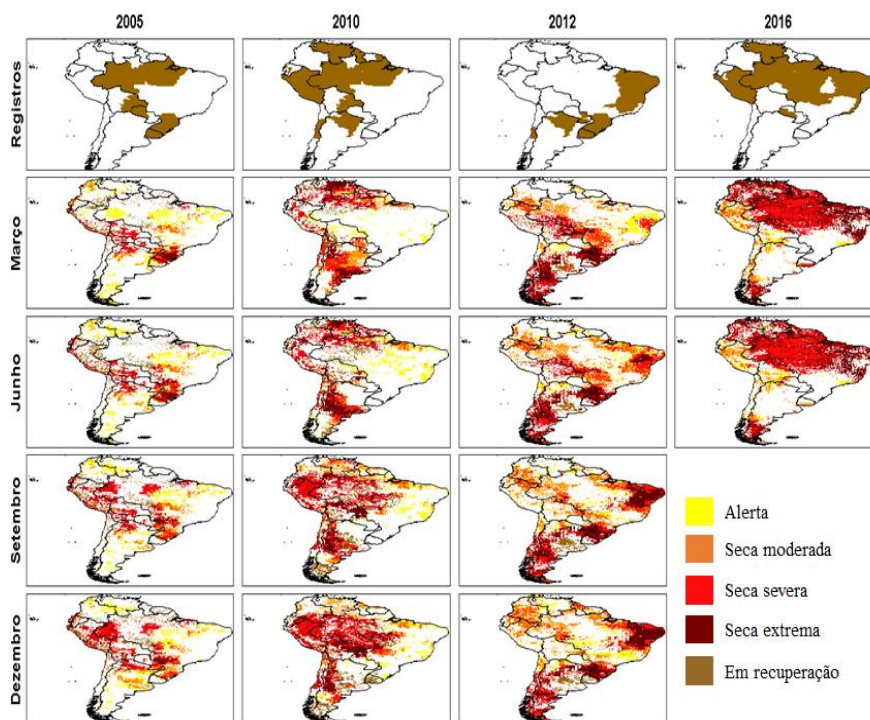 2005 2010 2012 2016
Registros
Março
Junho
Setembro
Dezembro
Alerta
Seca moderada
Seca severa
Seca extrema
Em recuperação